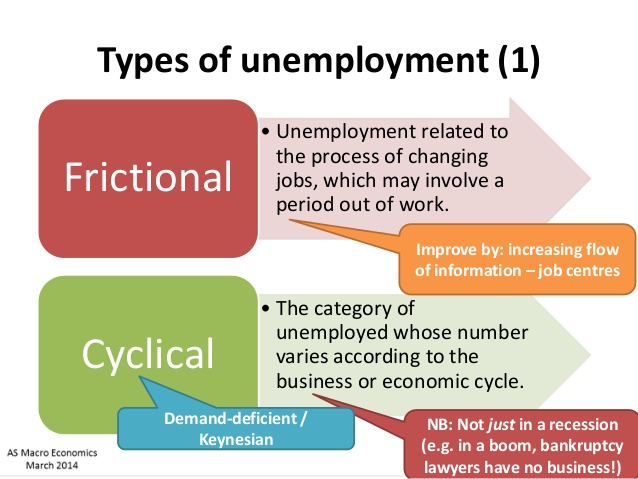 Types of unemployment (1)
Frictional
• Unemployment related to
the process of changing
jobs, which may involve a
period out of work.
Improve by: increasing flow
of information – job centres
Cyclical
• The category of
unemployed whose number
varies according to the
business or economic cycle.
Demand-deficient /
Keynesian
NB: Not just in a recession
(e.g. in a boom, bankruptcy
lawyers have no business!)
AS Macro Economics
March 2014